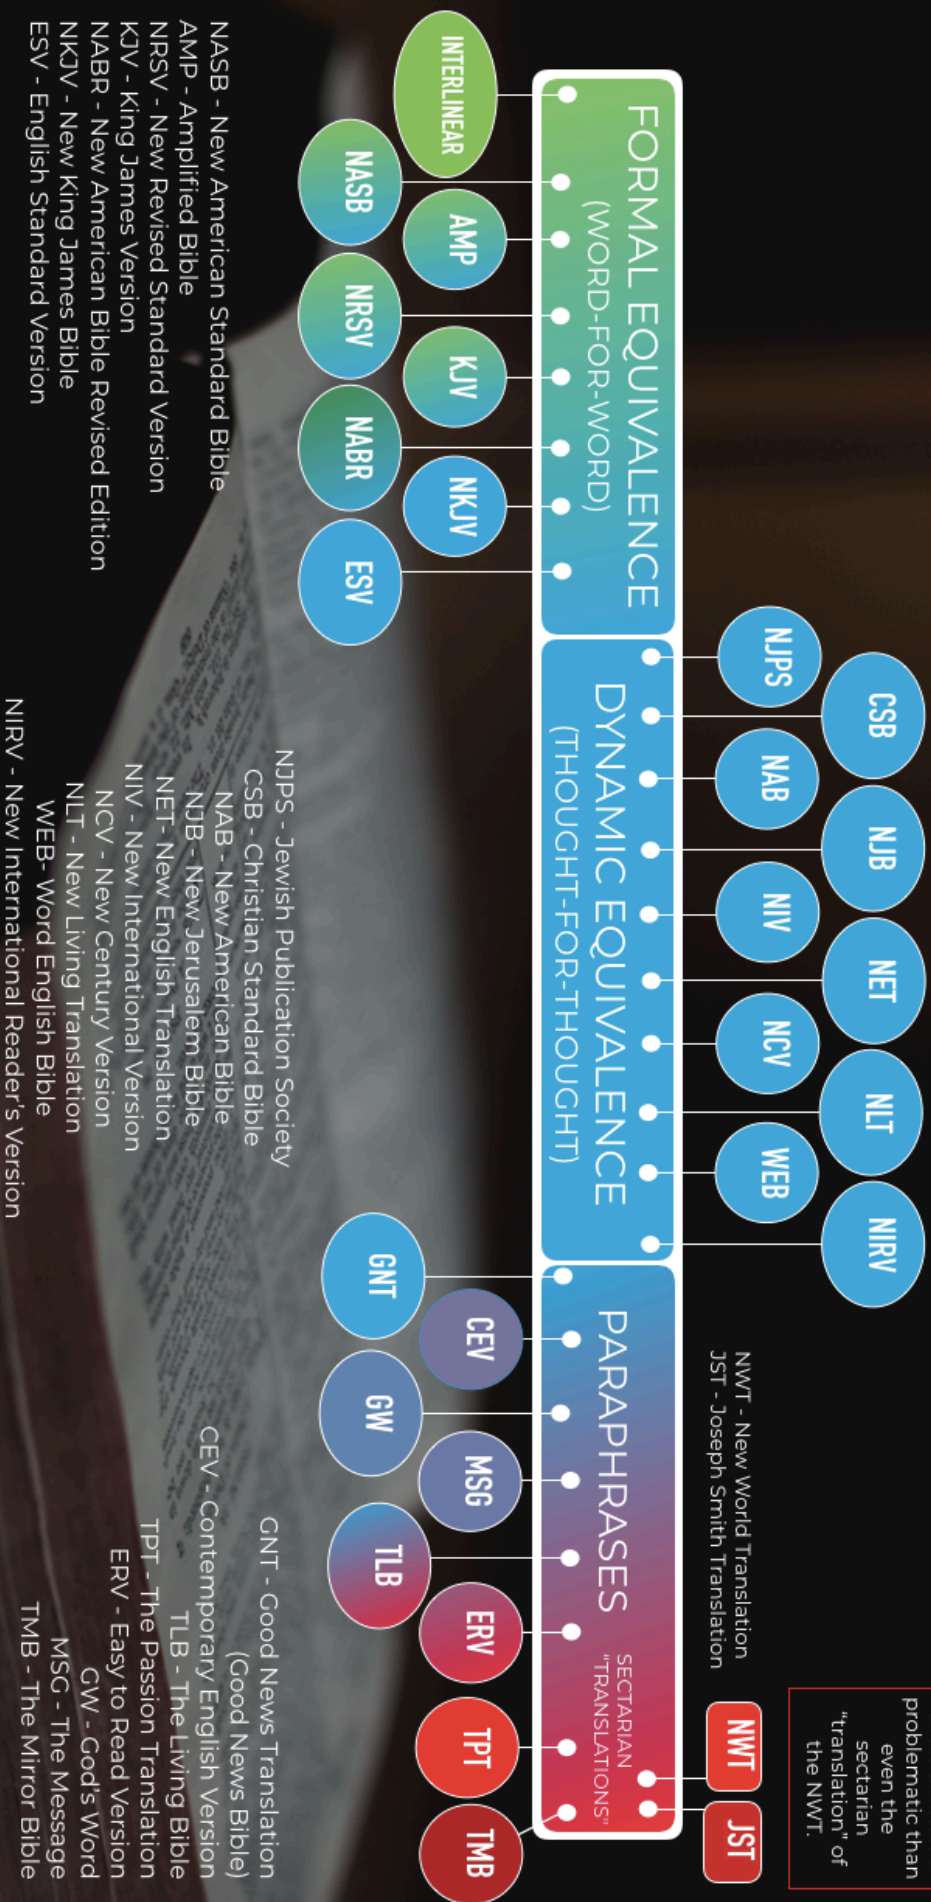 problematic than
even the
sectarian
“translation” of
the NWT.
CSB
NJB
NET
NLT
NIRV
NJPS
NAB
NIV
NCV
WEB
NWT - New World Translation
JST - Joseph Smith Translation
NWT
JST
FORMAL EQUIVALENCE
(WORD-FOR-WORD)
DYNAMIC EQUIVALENCE
(THOUGHT-FOR-THOUGHT)
PARAPHRASES
SECTARIAN
“TRANSLATIONS”
INTERLINEAR
AMP
KJV
NKJV
NASB
NRSV
NABR
ESV
CEV
MSG
ERV
TPT
TMB
GNT
GW
TLB
NASB - New American Standard Bible
AMP - Amplified Bible
NRSV - New Revised Standard Version
KJV - King James Version
NABR - New American Bible Revised Edition
NKJV - New King James Bible
ESV - English Standard Version
NJPS - Jewish Publication Society
CSB - Christian Standard Bible
NAB - New American Bible
NJB - New Jerusalem Bible
NET- New English Translation
NIV - New International Version
NCV - New Century Version
NLT - New Living Translation
WEB- Word English Bible
NIRV - New International Reader's Version
GNT - Good News Translation
(Good News Bible)
CEV - Contemporary English Version
TLB - The Living Bible
TPT - The Passion Translation
ERV - Easy to Read Version
GW -God's Word
MSG - The Message
TMB - The Mirror Bible